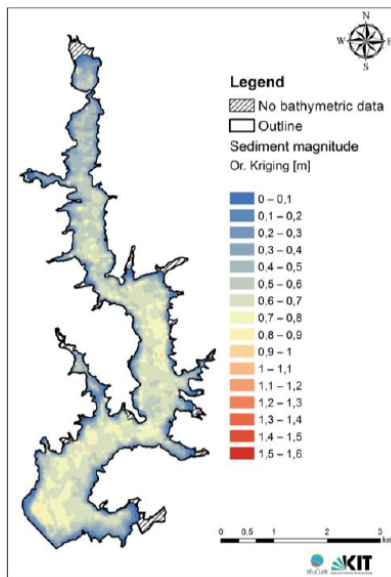 N
W E
S
Legend
No bathymetric data
Outline
Sediment magnitude
Or. Kriging [m]
0 – 0,1
0,1 – 0,2
0,2 – 0,3
0,3 – 0,4
0,4 – 0,5
0,5 – 0,6
0,6 – 0,7
0,7 – 0,8
0,8 – 0,9
0,9 – 1
1 – 1,1
1,1 – 1,2
1,2 – 1,3
1,3 – 1,4
1,4 – 1,5
1,5 – 1,6
0 0,5 1 2 3
km
MuDak KIT